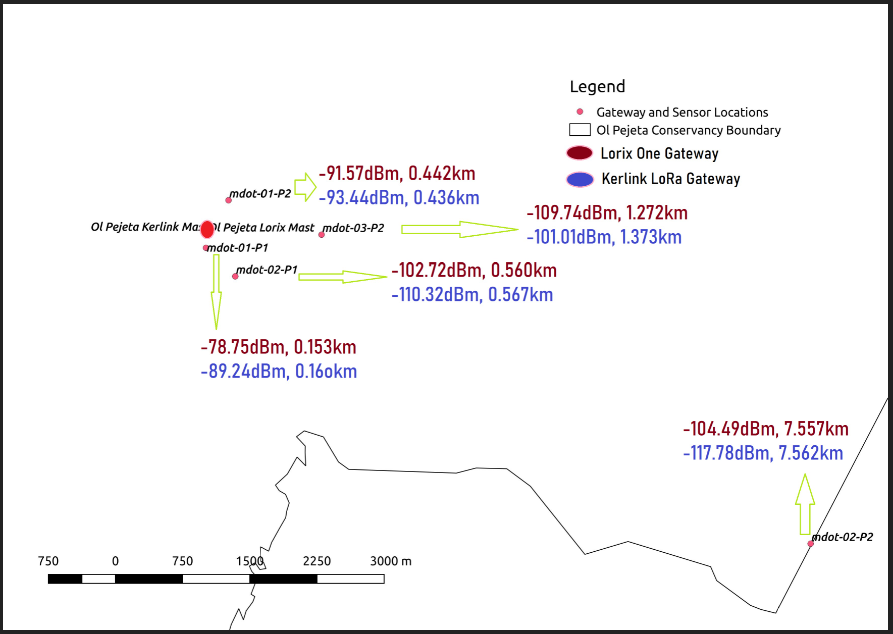 Legend
Gateway and Sensor Locations
Ol Pejeta Conservancy Boundary
Lorix One Gateway
Kerlink LoRa Gateway
-91.57dBm, 0.442km
-93.44dBm, 0.436km
mdot-01-P2
-109.74dBm, 1.272km
-101.01dBm, 1.373km
Ol Pejeta Kerlink Mas
Ol Pejeta Lorix Mast
mdot-03-P2
mdot-01-P1
mdot-02-P1
-102.72dBm, 0.560km
-110.32dBm, 0.567km
-78.75dBm, 0.153km
-89.24dBm, 0.16okm
-104.49dBm, 7.557km
-117.78dBm, 7.562km
mdot-02-P2
750 0 750 1500 2250 3000 m